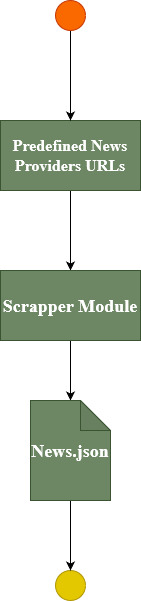 Predefined News
Providers URLs
Scrapper Module
News.json